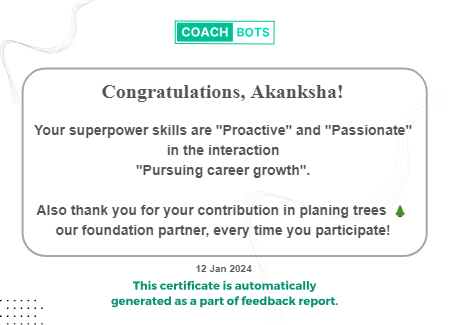 COACH BOTS
Congratulations, Akanksha!
Your superpower skills are "Proactive" and "Passionate"
in the interaction
"Pursuing career growth".
Also thank you for your contribution in planing trees 🌲
our foundation partner, every time you participate!
12 Jan 2024
This certificate is automatically
generated as a part of feedback report.